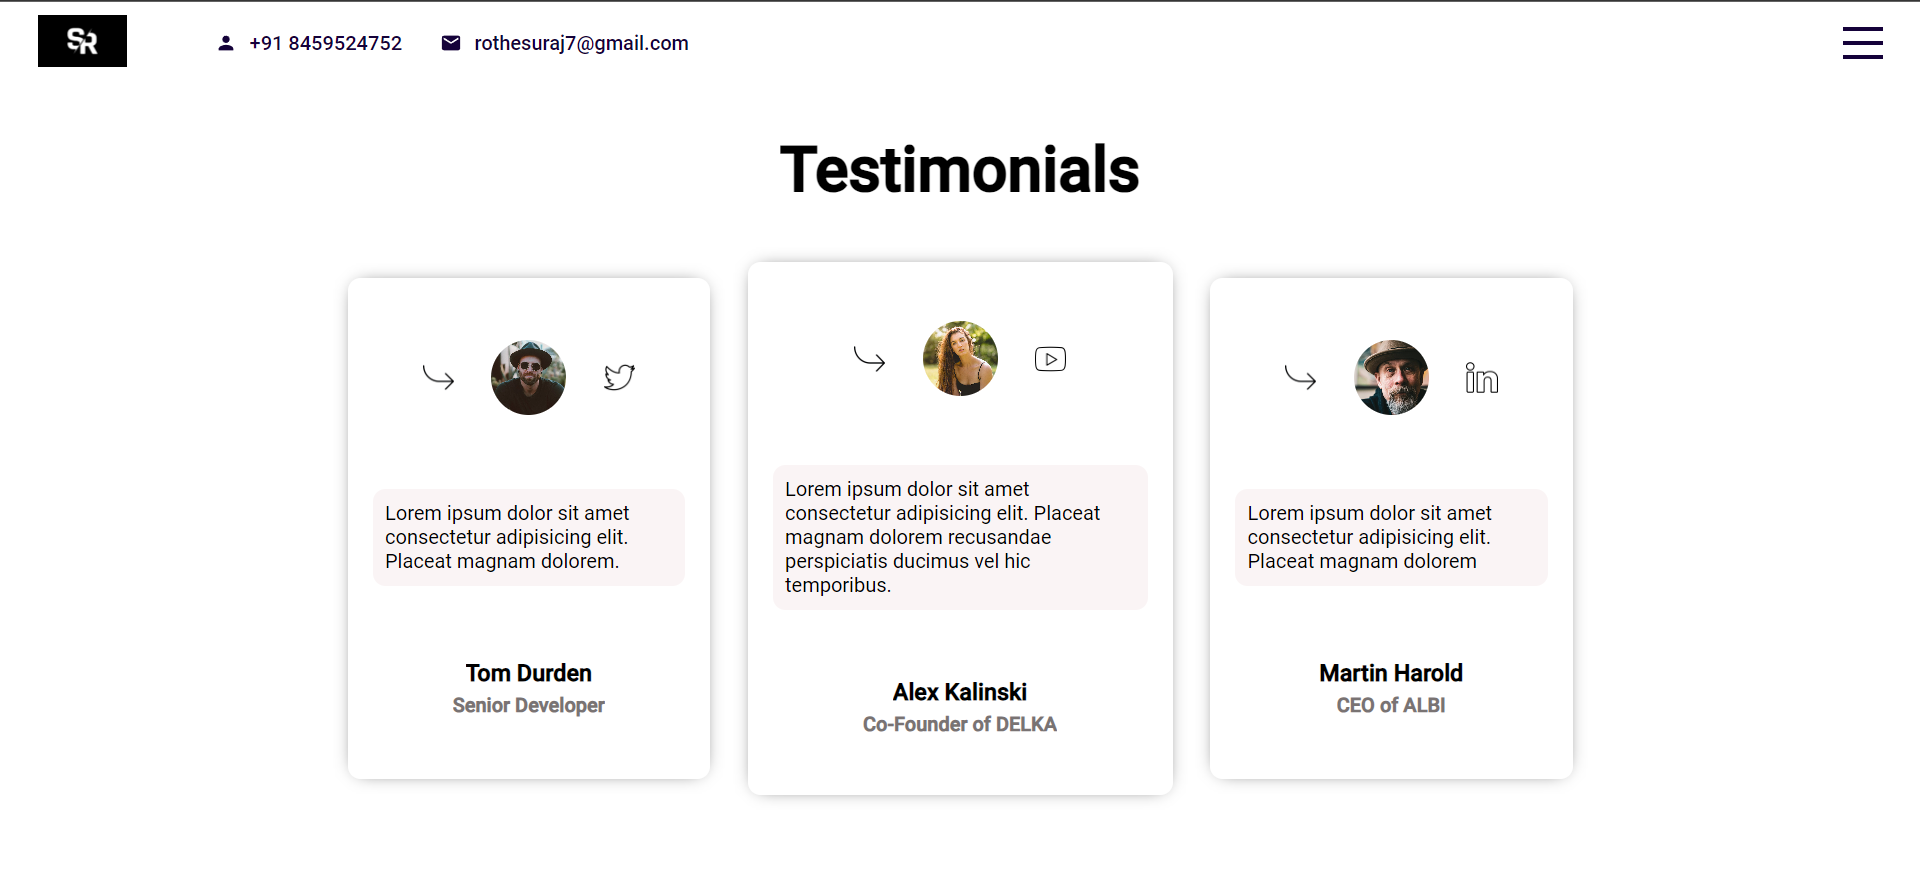 SR
+91 8459524752
rothesuraj7@gmail.com
Testimonials
Lorem ipsum dolor sit amet
consectetur adipisicing elit.
Placeat magnam dolorem.
Tom Durden
Senior Developer
Lorem ipsum dolor sit amet
consectetur adipisicing elit. Placeat
magnam dolorem recusandae
perspiciatis ducimus vel hic
temporibus.
Alex Kalinski
Co-Founder of DELKA
in
Lorem ipsum dolor sit amet
consectetur adipisicing elit.
Placeat magnam dolorem
Martin Harold
CEO of ALBI